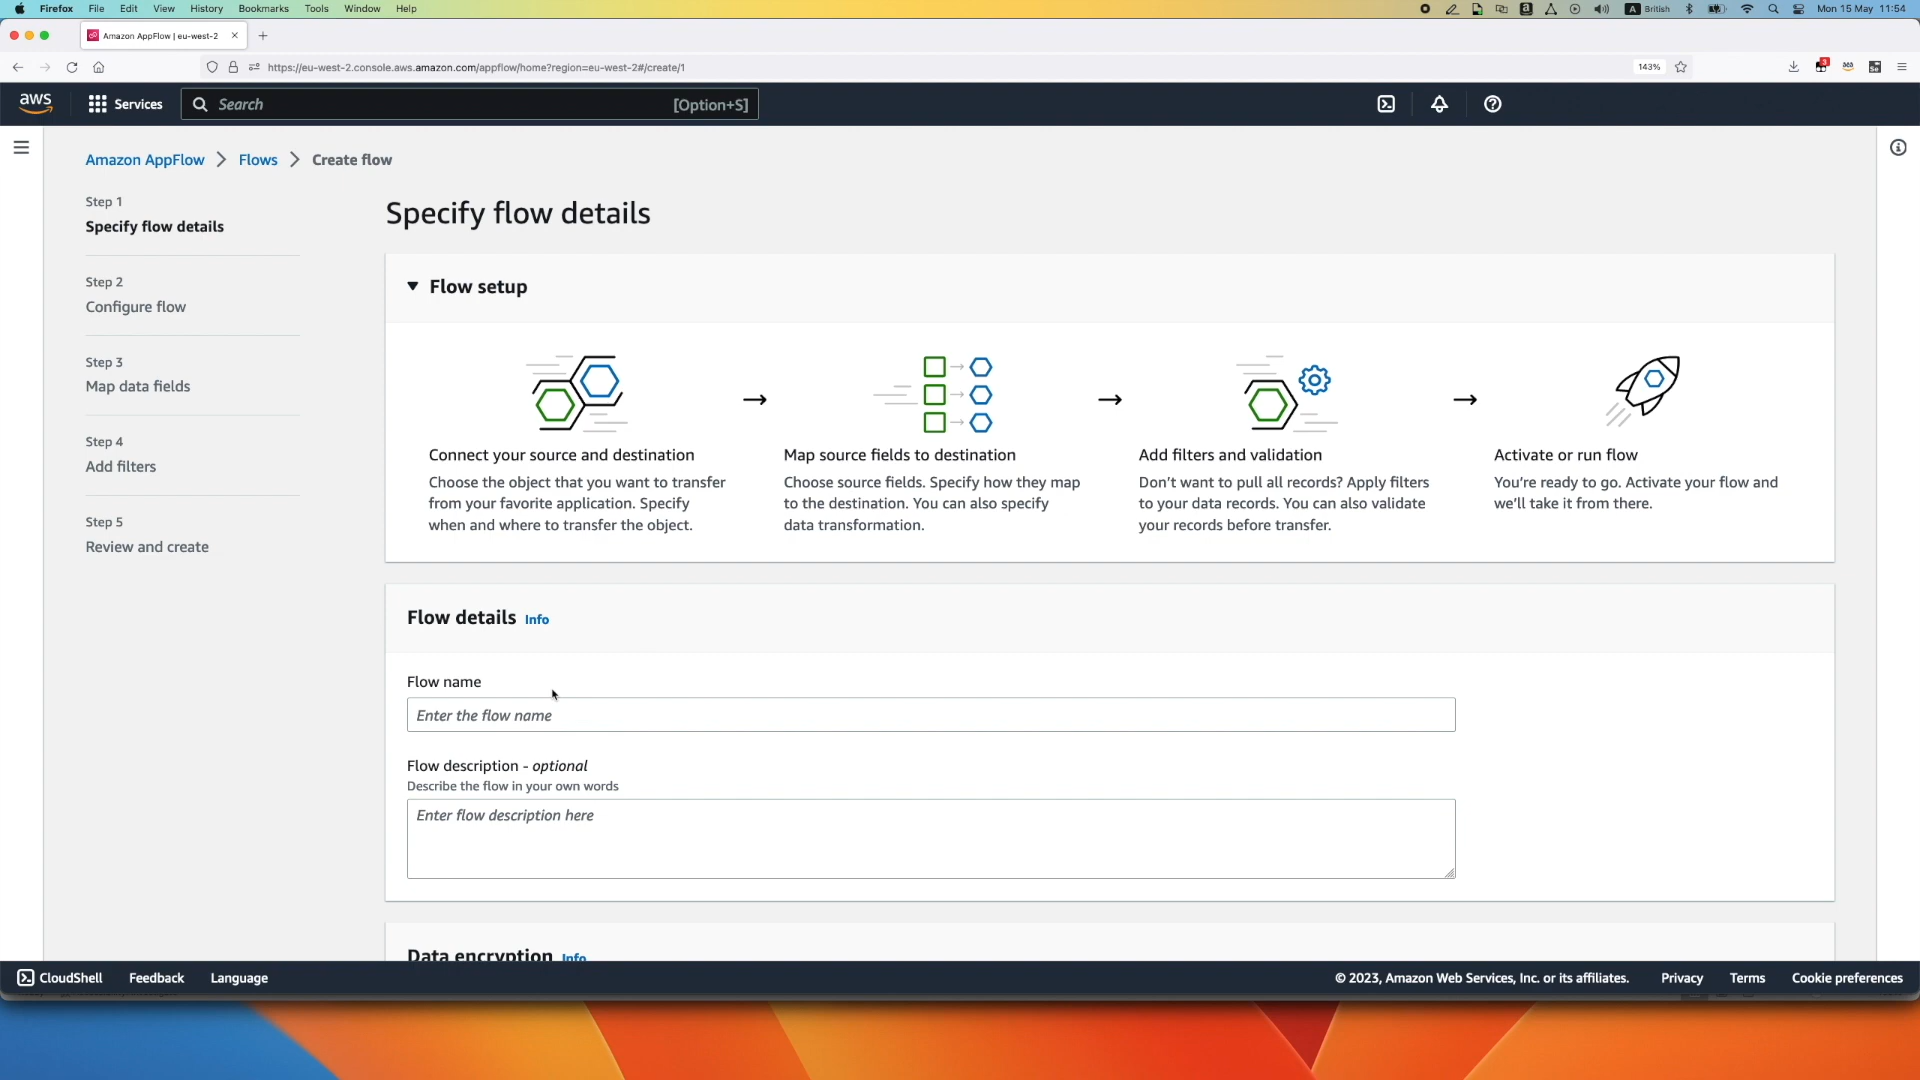 Firefox File Edit View History Bookmarks Tools Window Help
A British Mon 15 May 11:54
Amazon AppFlow | eu-west-2
https://eu-west-2.console.aws.amazon.com/appflow/home?region=eu-west-2#/create/1
143%
3
aws Services Search [Option+S]
Amazon AppFlow Flows Create flow
Step 1
Specify flow details
Step 2
Configure flow
Step 3
Map data fields
Step 4
Add filters
Step 5
Review and create
Specify flow details
Flow setup
Connect your source and destination
Choose the object that you want to transfer
from your favorite application. Specify
when and where to transfer the object.
Map source fields to destination
Choose source fields. Specify how they map
to the destination. You can also specify
data transformation.
Add filters and validation
Don't want to pull all records? Apply filters
to your data records. You can also validate
your records before transfer.
Activate or run flow
You're ready to go. Activate your flow and
we'll take it from there.
Flow details Info
Flow name
Enter the flow name
Flow description - optional
Describe the flow in your own words
Enter flow description here
Data encryption Info
CloudShell Feedback Language
© 2023, Amazon Web Services, Inc. or its affiliates. Privacy Terms Cookie preferences